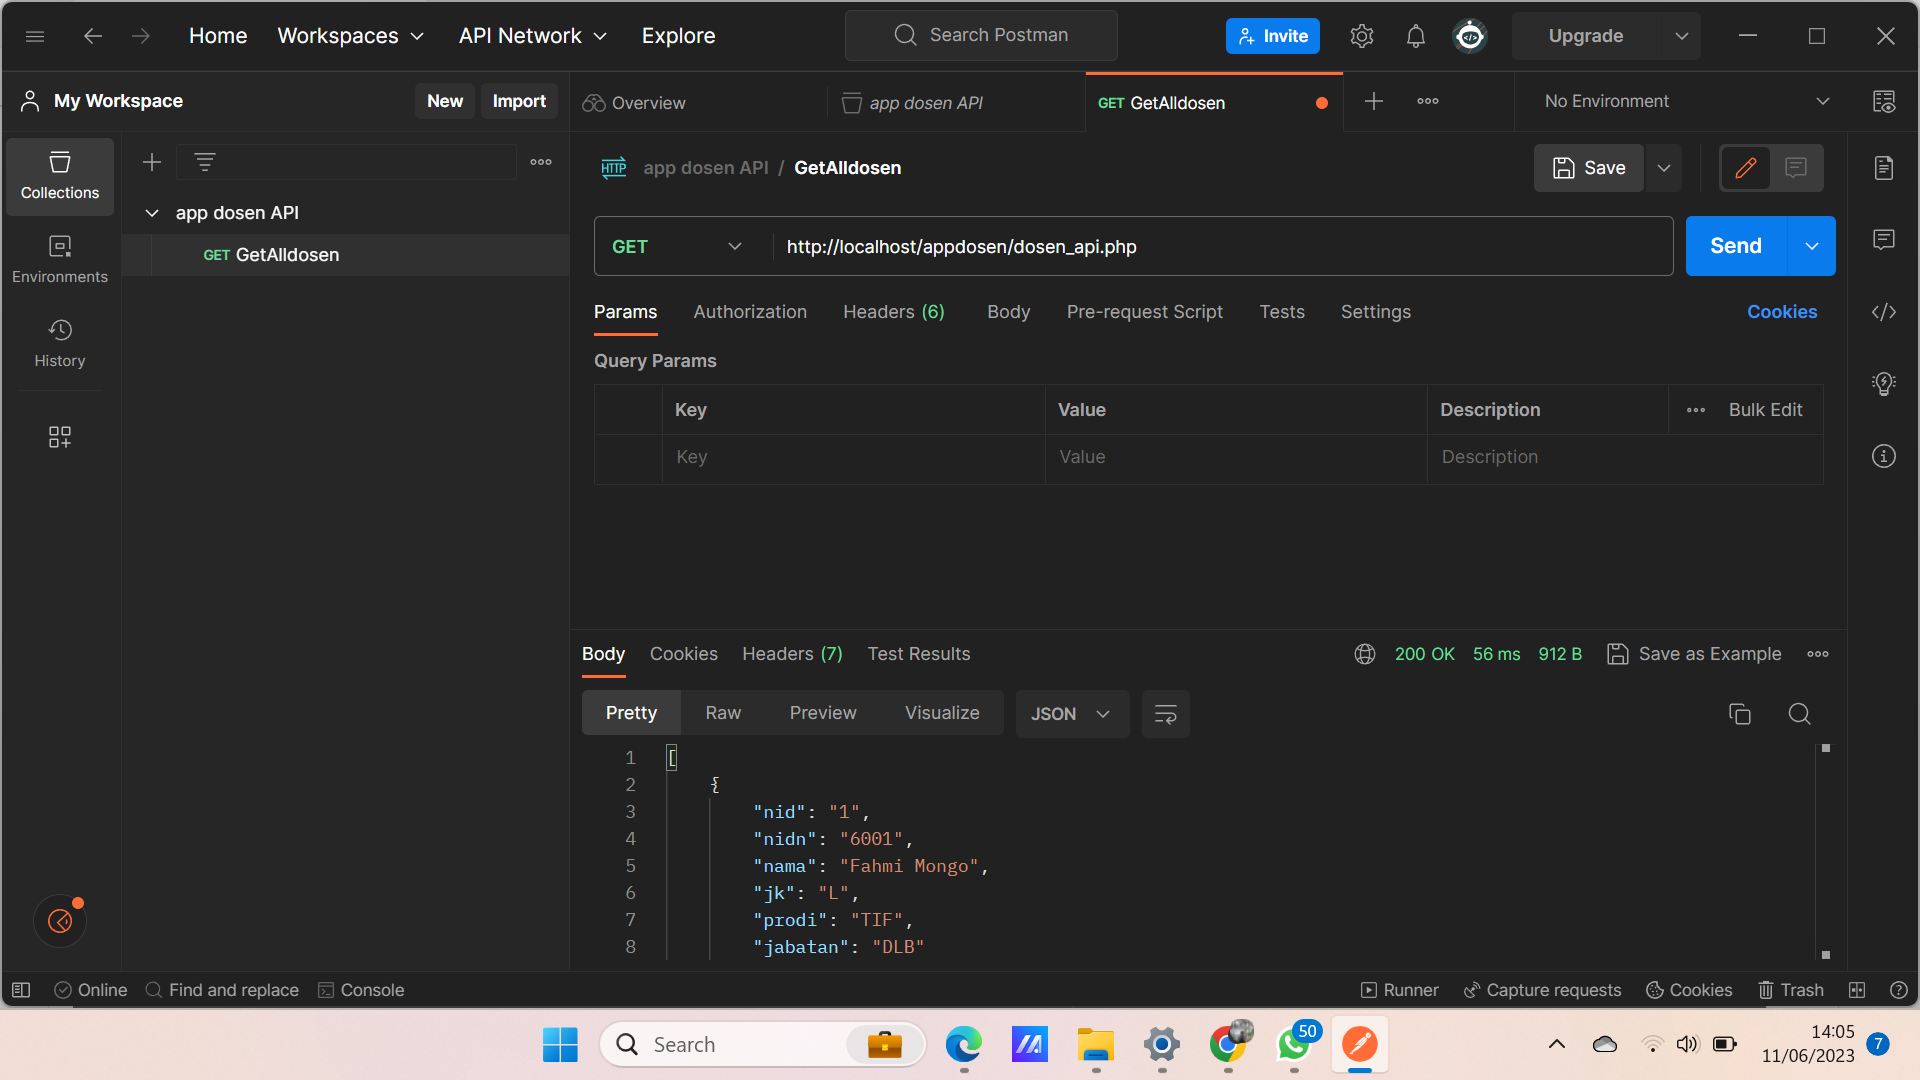 Home Workspaces API Network Explore Search Postman Invite Upgrade
My Workspace New Import Overview app dosen API GET GetAlldosen No Environment
Collections
app dosen API
GET GetAlldosen
Environments
History
HTTP app dosen API / GetAlldosen Save
GET http://localhost/appdosen/dosen_api.php Send
Params Authorization Headers (6) Body Pre-request Script Tests Settings Cookies
Query Params
Key Value Description Bulk Edit
Key Value Description
Body Cookies Headers (7) Test Results 200 OK 56 ms 912 B Save as Example
Pretty Raw Preview Visualize JSON
1 [
2 {
3 "nid": "1",
4 "nidn": "6001",
5 "nama": "Fahmi Mongo",
6 "jk": "L",
7 "prodi": "TIF",
8 "jabatan": "DLB"
Online Find and replace Console Runner Capture requests Cookies Trash
Search 50 14:05
11/06/2023 7